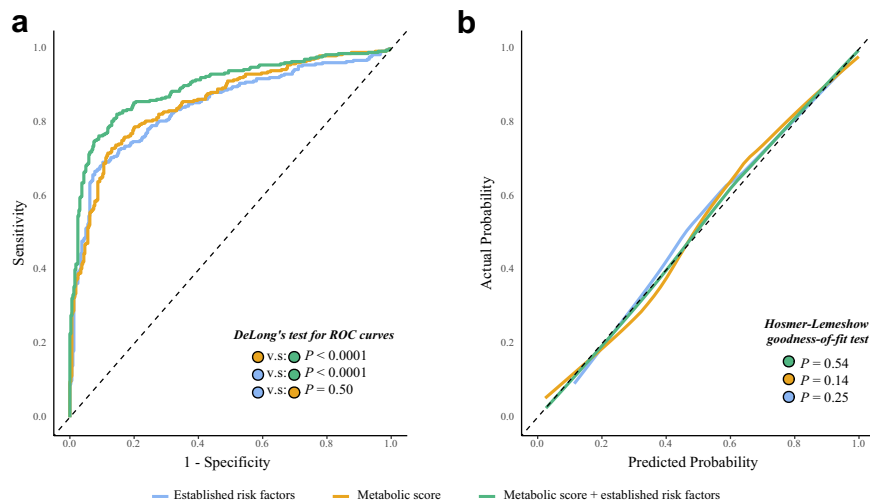 a
b
1.0
0.8
0.6
0.4
0.2
0.0
Sensitivity
DeLong's test for ROC curves
v.s: P < 0.0001
v.s: P < 0.0001
v.s: P = 0.50
0.0 0.2 0.4 0.6 0.8 1.0
1 - Specificity
1.0
0.8
0.6
0.4
0.2
0.0
Actual Probability
Hosmer-Lemeshow
goodness-of-fit test
P = 0.54
P = 0.14
P = 0.25
0.0 0.2 0.4 0.6 0.8 1.0
Predicted Probability
Established risk factors Metabolic score Metabolic score + established risk factors